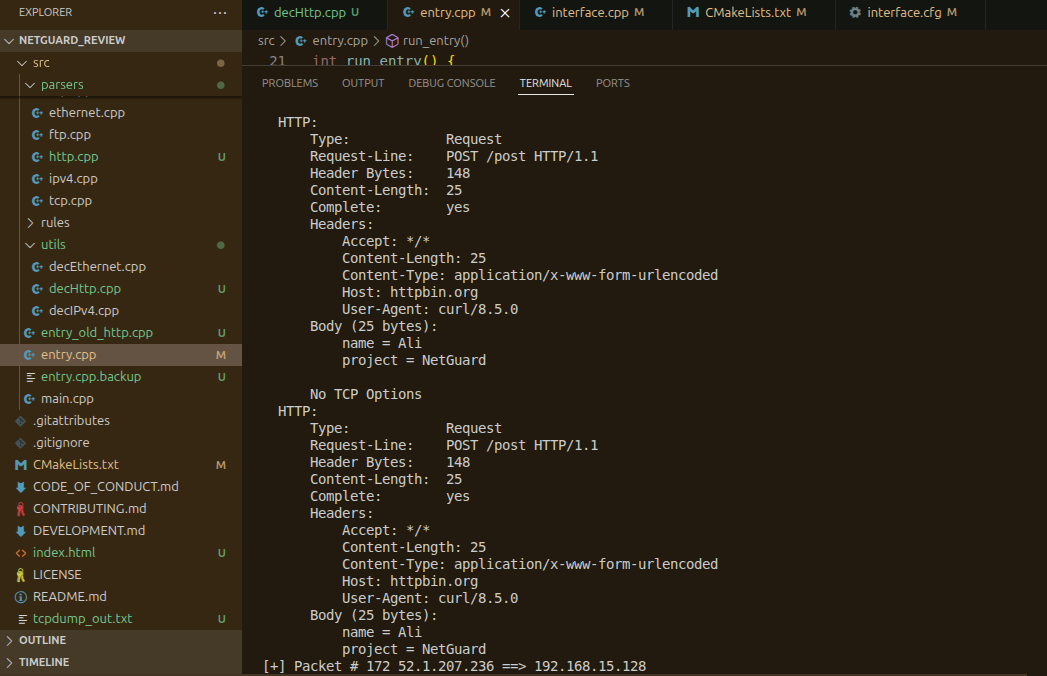 EXPLORER
...
NETGUARD_REVIEW
src
parsers
ethernet.cpp
ftp.cpp
http.cpp U
ipv4.cpp
tcp.cpp
rules
utils
decEthernet.cpp
decHttp.cpp U
decIPv4.cpp
entry_old_http.cpp U
entry.cpp M
entry.cpp.backup U
main.cpp
.gitattributes
.gitignore
CMakeLists.txt M
CODE_OF_CONDUCT.md
CONTRIBUTING.md
DEVELOPMENT.md
index.html U
LICENSE
README.md
tcpdump_out.txt U
OUTLINE
TIMELINE
decHttp.cpp U entry.cpp M interface.cpp M CMakeLists.txt M interface.cfg M
src > entry.cpp > run_entry()
21 int run_entry() {
PROBLEMS OUTPUT DEBUG CONSOLE TERMINAL PORTS
HTTP:
Type: Request
Request-Line: POST /post HTTP/1.1
Header Bytes: 148
Content-Length: 25
Complete: yes
Headers:
Accept: */*
Content-Length: 25
Content-Type: application/x-www-form-urlencoded
Host: httpbin.org
User-Agent: curl/8.5.0
Body (25 bytes):
name = Ali
project = NetGuard
No TCP Options
HTTP:
Type: Request
Request-Line: POST /post HTTP/1.1
Header Bytes: 148
Content-Length: 25
Complete: yes
Headers:
Accept: */*
Content-Length: 25
Content-Type: application/x-www-form-urlencoded
Host: httpbin.org
User-Agent: curl/8.5.0
Body (25 bytes):
name = Ali
project = NetGuard
[+] Packet # 172 52.1.207.236 ==> 192.168.15.128